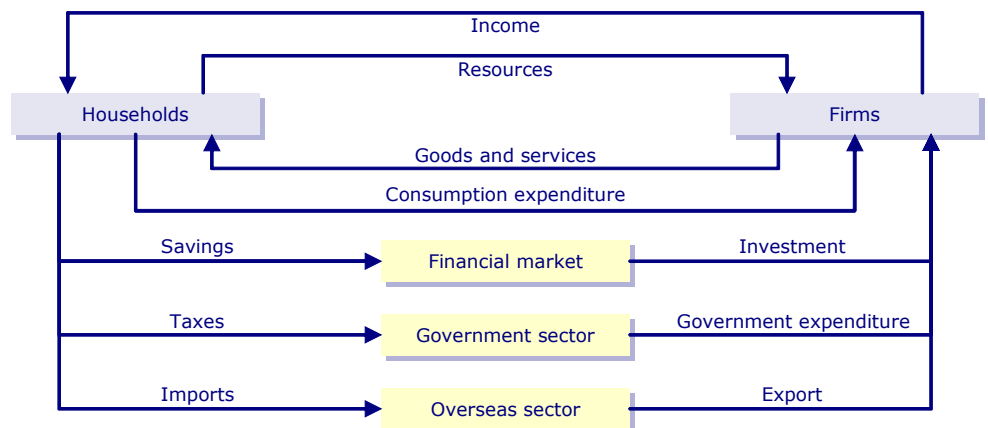 Income
Resources
Households
Firms
Goods and services
Consumption expenditure
Savings
Financial market
Investment
Taxes
Government sector
Government expenditure
Imports
Overseas sector
Export